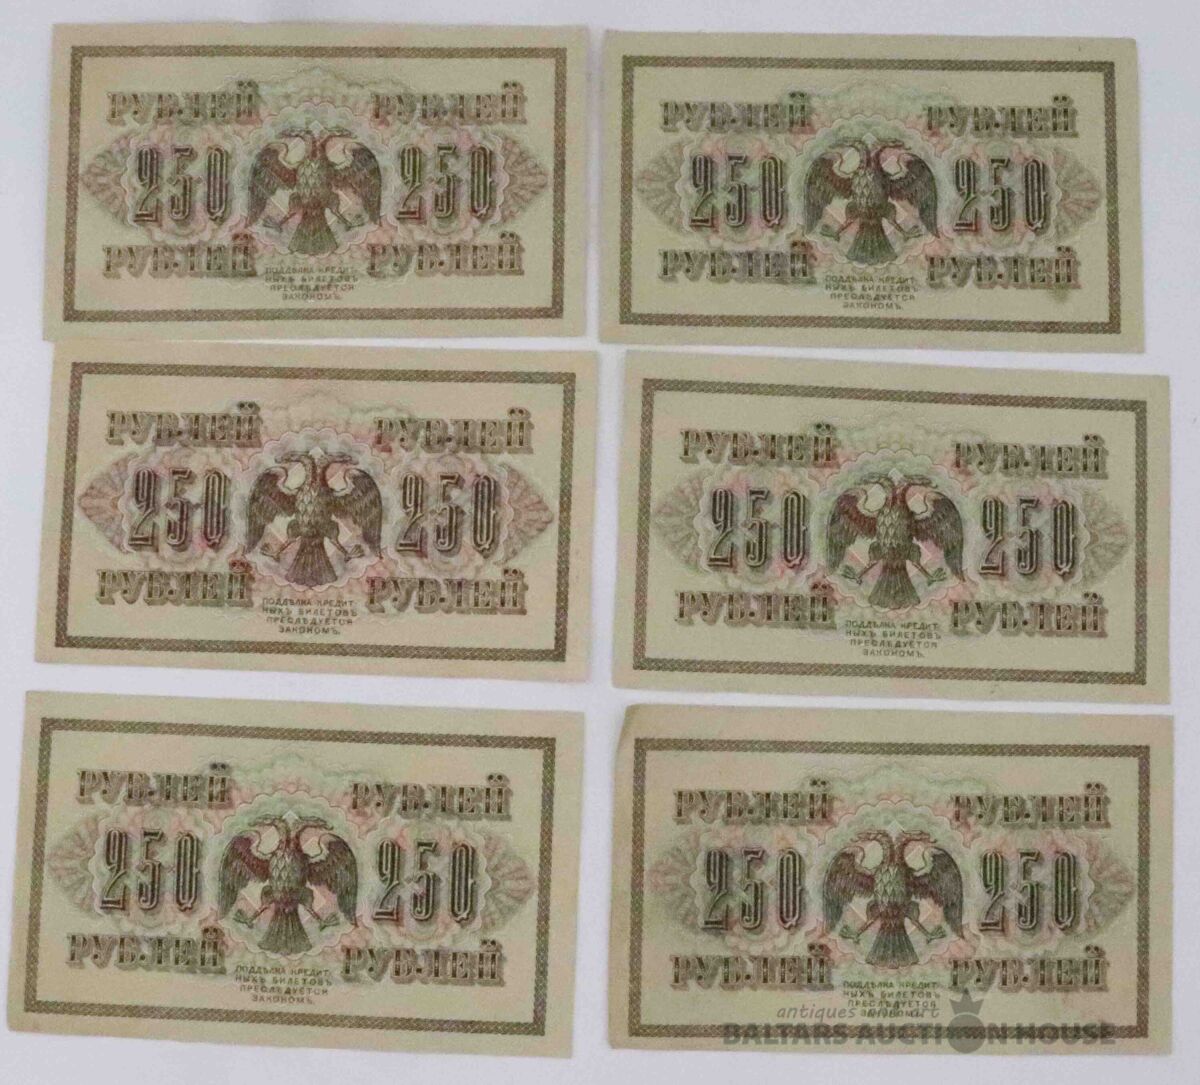 РУБЛЕЙ РУБЛЕЙ
250 250
РУБЛЕЙ РУБЛЕЙ
ПОДДѢЛКА КРЕДИТ-
НЫХЪ БИЛЕТОВЪ
ПРЕСЛѢДУЕТСЯ
ЗАКОНОМЪ.
РУБЛЕЙ РУБЛЕЙ
250 250
РУБЛЕЙ РУБЛЕЙ
ПОДДѢЛКА КРЕДИТ-
НЫХЪ БИЛЕТОВЪ
ПРЕСЛѢДУЕТСЯ
ЗАКОНОМЪ.
РУБЛЕЙ РУБЛЕЙ
250 250
РУБЛЕЙ РУБЛЕЙ
ПОДДѢЛКА КРЕДИТ-
НЫХЪ БИЛЕТОВЪ
ПРЕСЛѢДУЕТСЯ
ЗАКОНОМЪ.
РУБЛЕЙ РУБЛЕЙ
250 250
РУБЛЕЙ РУБЛЕЙ
ПОДДѢЛКА КРЕДИТ-
НЫХЪ БИЛЕТОВЪ
ПРЕСЛѢДУЕТСЯ
ЗАКОНОМЪ.
РУБЛЕЙ РУБЛЕЙ
250 250
РУБЛЕЙ РУБЛЕЙ
ПОДДѢЛКА КРЕДИТ-
НЫХЪ БИЛЕТОВЪ
ПРЕСЛѢДУЕТСЯ
ЗАКОНОМЪ.
РУБЛЕЙ РУБЛЕЙ
250 250
РУБЛЕЙ РУБЛЕЙ
ПОДДѢЛКА КРЕДИТ-
НЫХЪ БИЛЕТОВЪ
ПРЕСЛѢДУЕТСЯ
ЗАКОНОМЪ.
antiques and art
BALTARS AUCTION HOUSE